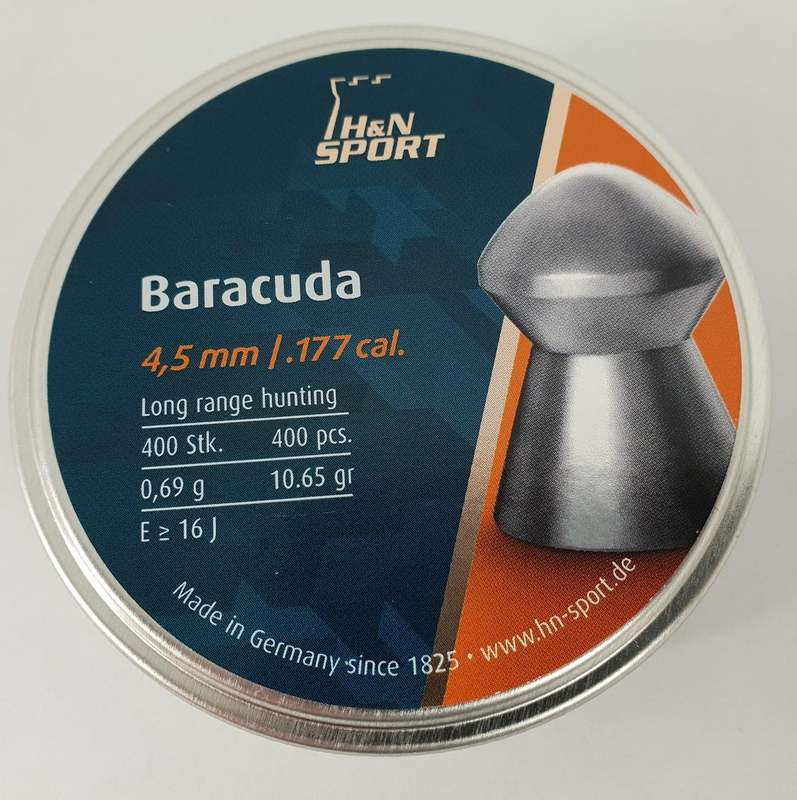 H&N
SPORT
Baracuda
4,5 mm / .177 cal.
Long range hunting
400 Stk. 400 pcs.
0,69 g 10.65 gr
E ≥ 16 J
Made in Germany since 1825 • www.hn-sport.de